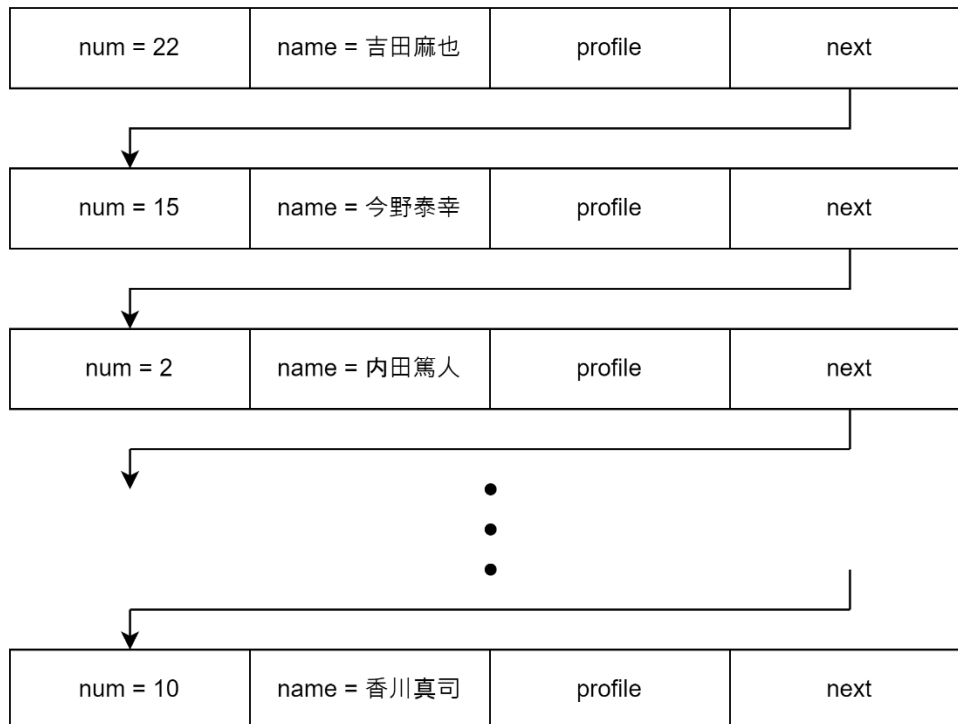 num = 22 name = 吉田麻也 profile next
num = 15 name = 今野泰幸 profile next
num = 2 name = 内田篤人 profile next
num = 10 name = 香川真司 profile next